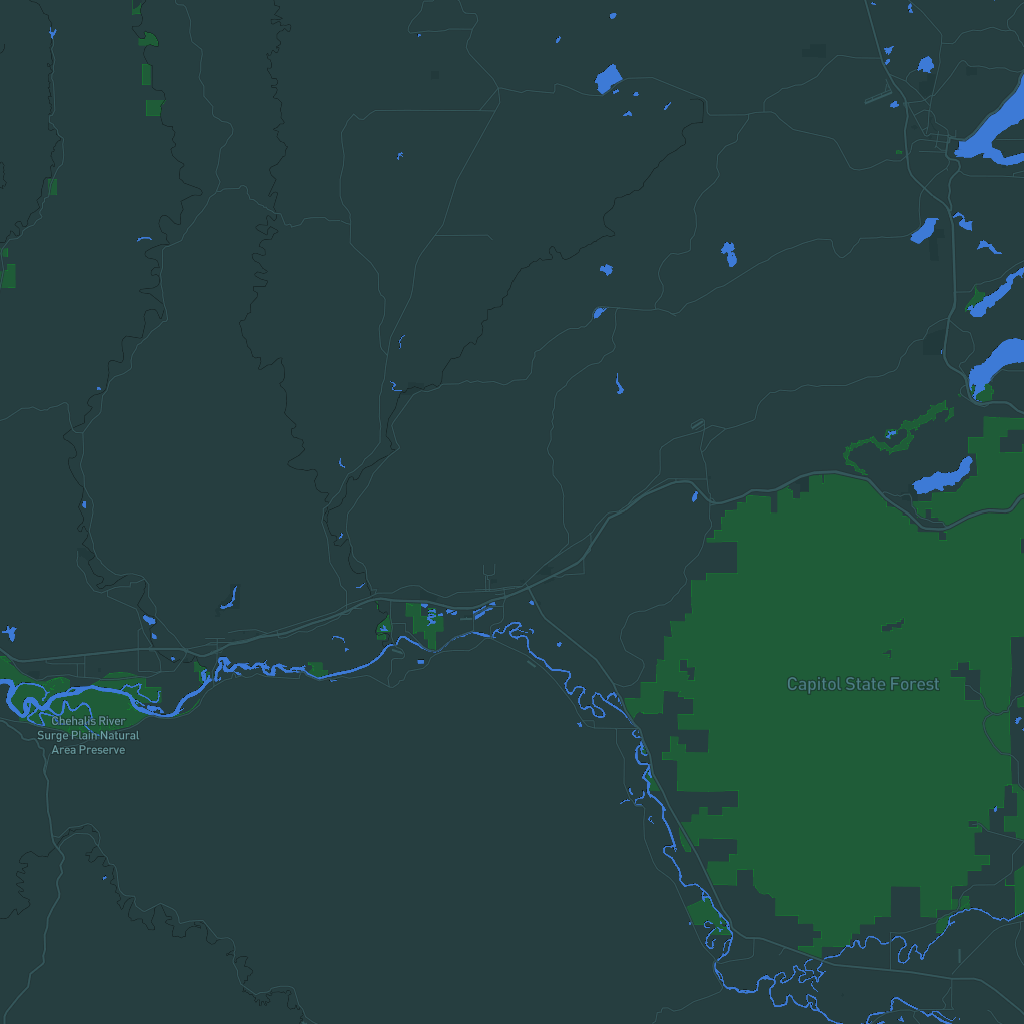 Capitol State Forest
Chehalis River
Surge Plain Natural
Area Preserve